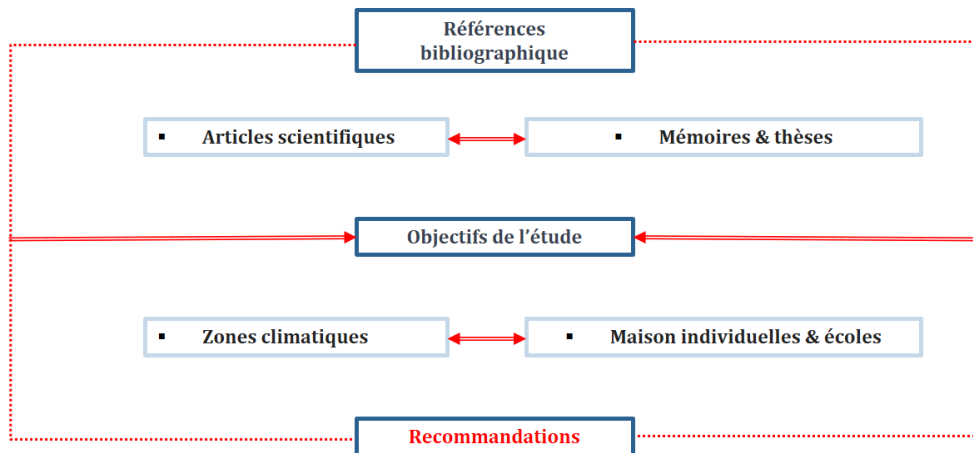 Références
bibliographique
▪ Articles scientifiques
▪ Mémoires & thèses
Objectifs de l'étude
▪ Zones climatiques
▪ Maison individuelles & écoles
Recommandations